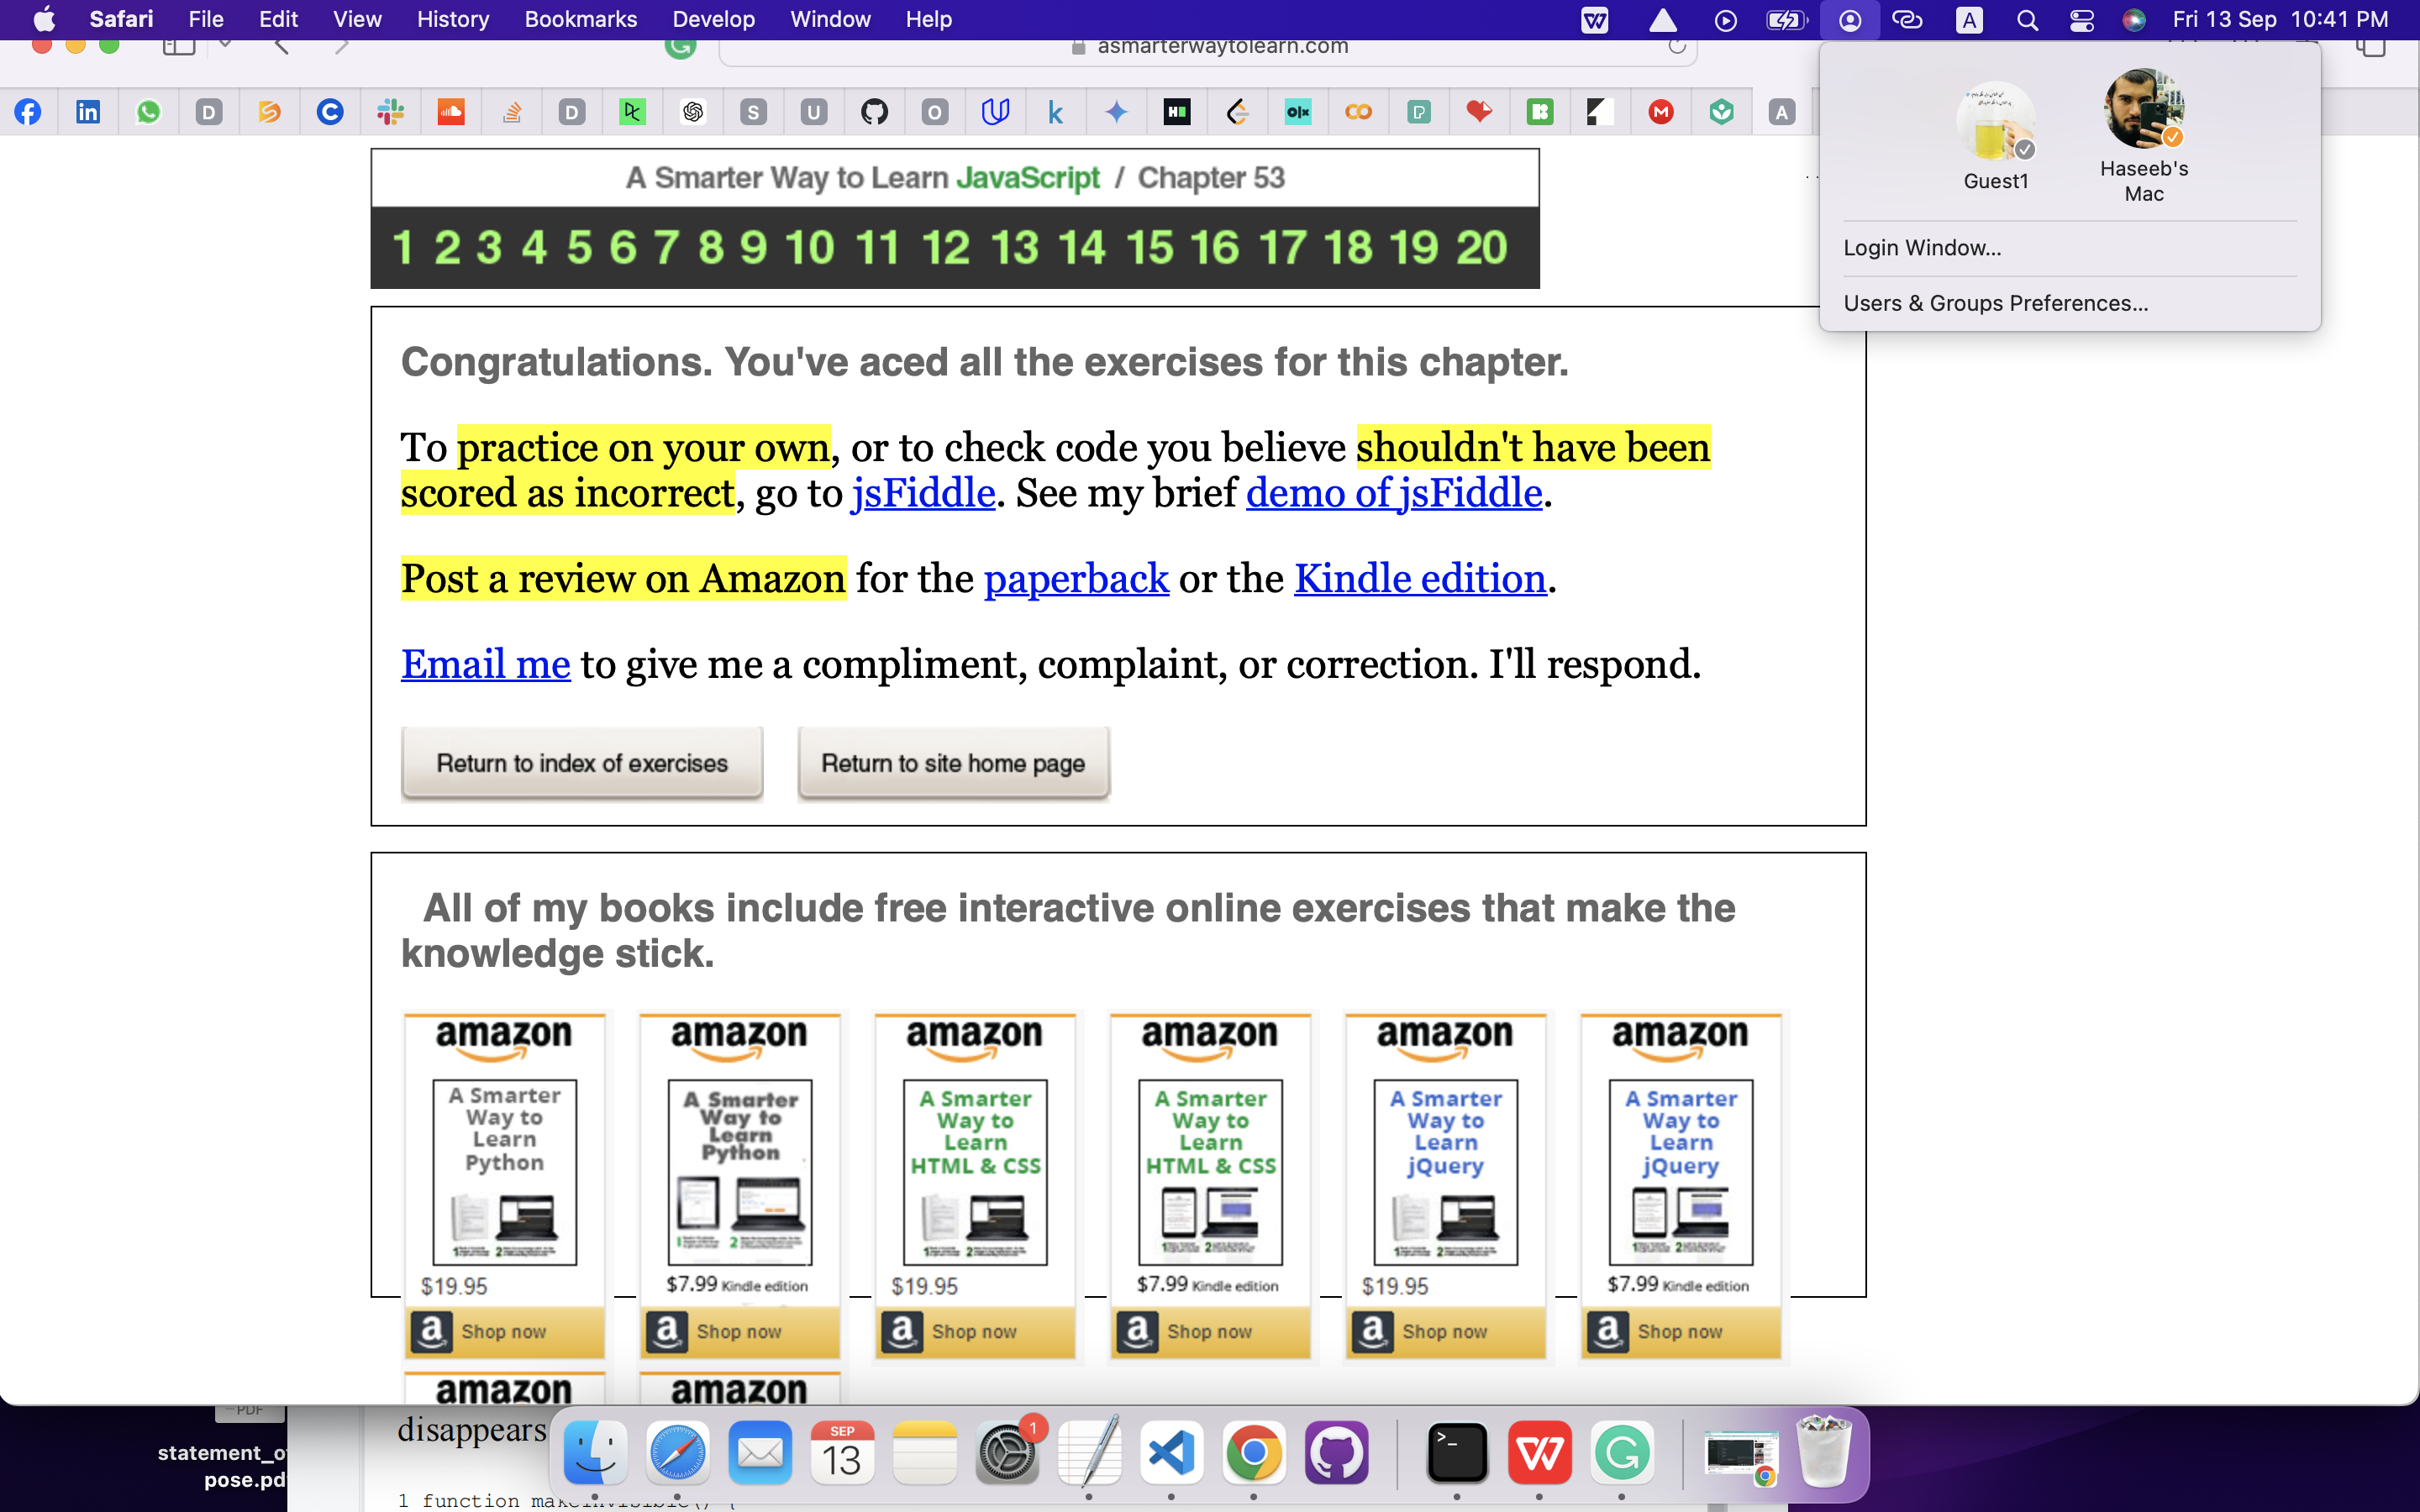 Safari File Edit View History Bookmarks Develop Window Help
A
Fri 13 Sep 10:41 PM
asmarterwaytolearn.com
Guest1
Haseeb's
Mac
Login Window...
Users & Groups Preferences...
A Smarter Way to Learn JavaScript / Chapter 53
1 2 3 4 5 6 7 8 9 10 11 12 13 14 15 16 17 18 19 20
Congratulations. You've aced all the exercises for this chapter.
To practice on your own, or to check code you believe shouldn't have been
scored as incorrect, go to jsFiddle. See my brief demo of jsFiddle.
Post a review on Amazon for the paperback or the Kindle edition.
Email me to give me a compliment, complaint, or correction. I'll respond.
Return to index of exercises
Return to site home page
All of my books include free interactive online exercises that make the
knowledge stick.
amazon
A Smarter
Way to
Learn
Python
$19.95
Shop now
amazon
A Smarter
Way to
Learn
Python
$7.99 Kindle edition
Shop now
amazon
A Smarter
Way to
Learn
HTML & CSS
$19.95
Shop now
amazon
A Smarter
Way to
Learn
HTML & CSS
$7.99 Kindle edition
Shop now
amazon
A Smarter
Way to
Learn
jQuery
$19.95
Shop now
amazon
A Smarter
Way to
Learn
jQuery
$7.99 Kindle edition
Shop now
amazon
amazon
PDF
statement_o
pose.pd
disappears
1 function makeInvisible() {
SEP
13
1